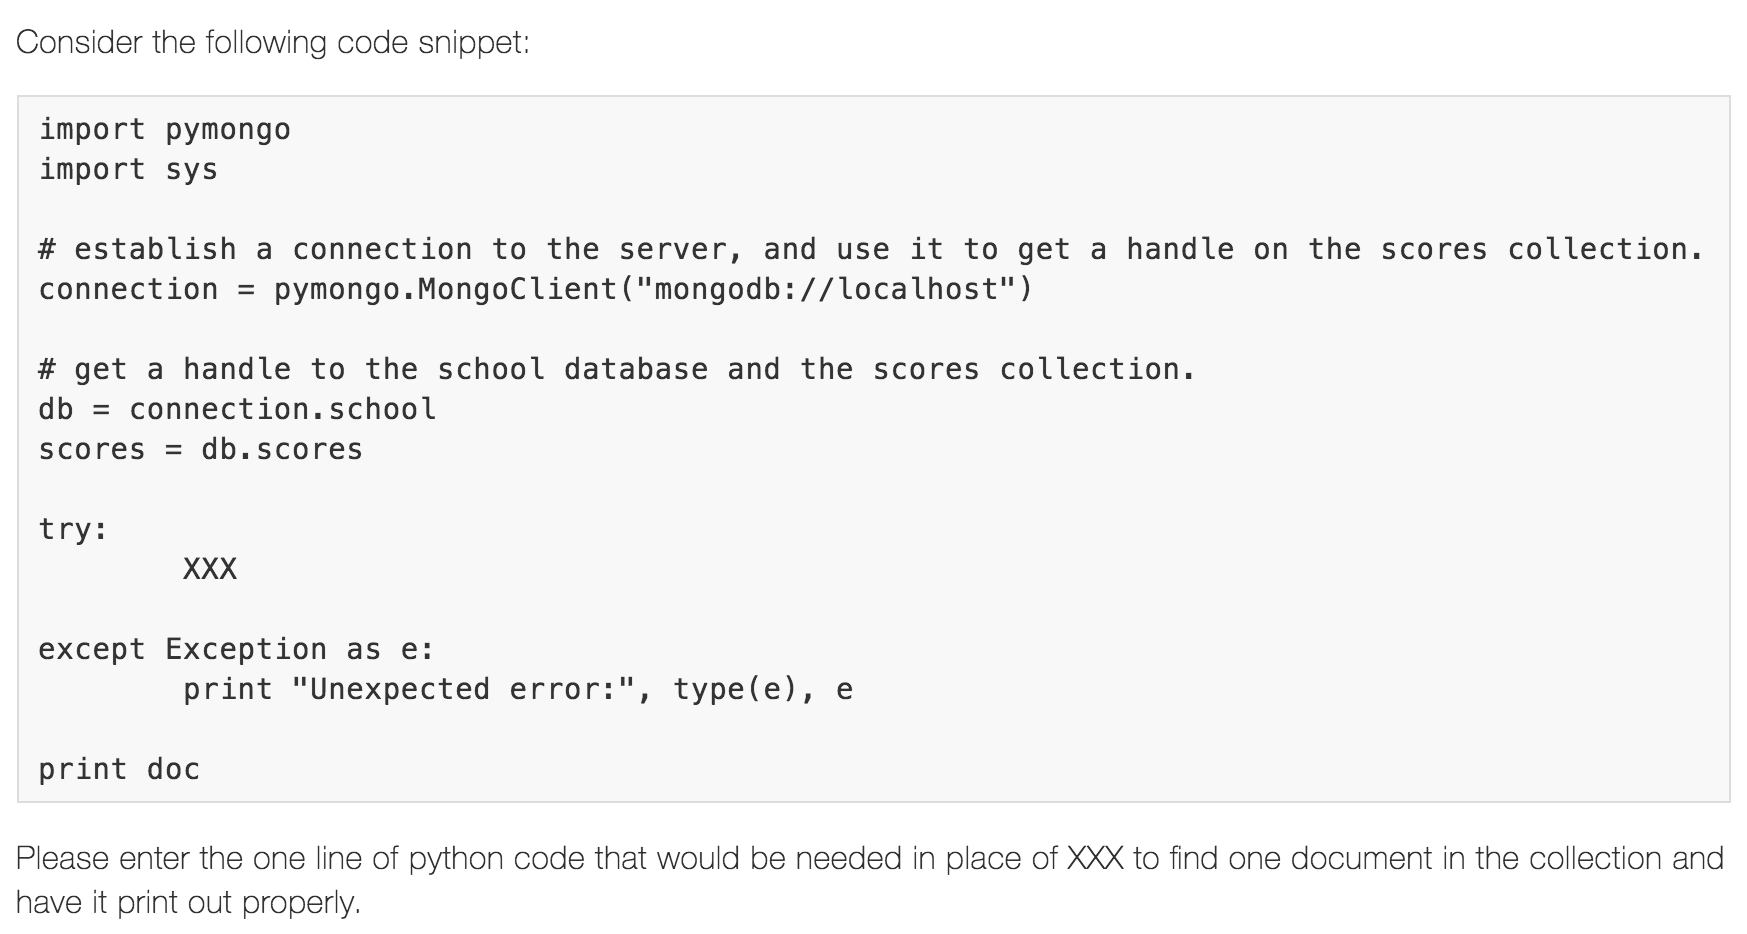 Consider the following code snippet:
import pymongo
import sys
# establish a connection to the server, and use it to get a handle on the scores collection.
connection = pymongo.MongoClient("mongodb://localhost")
# get a handle to the school database and the scores collection.
db = connection.school
scores = db.scores
try:
        XXX
except Exception as e:
        print "Unexpected error:", type(e), e
print doc
Please enter the one line of python code that would be needed in place of XXX to find one document in the collection and
have it print out properly.